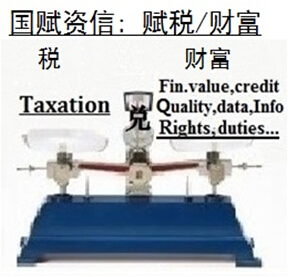 国赋资信：赋税/财富
税 财富
Taxation
Fin.value,credit
Quality,data,Info
Rights,duties...
兑